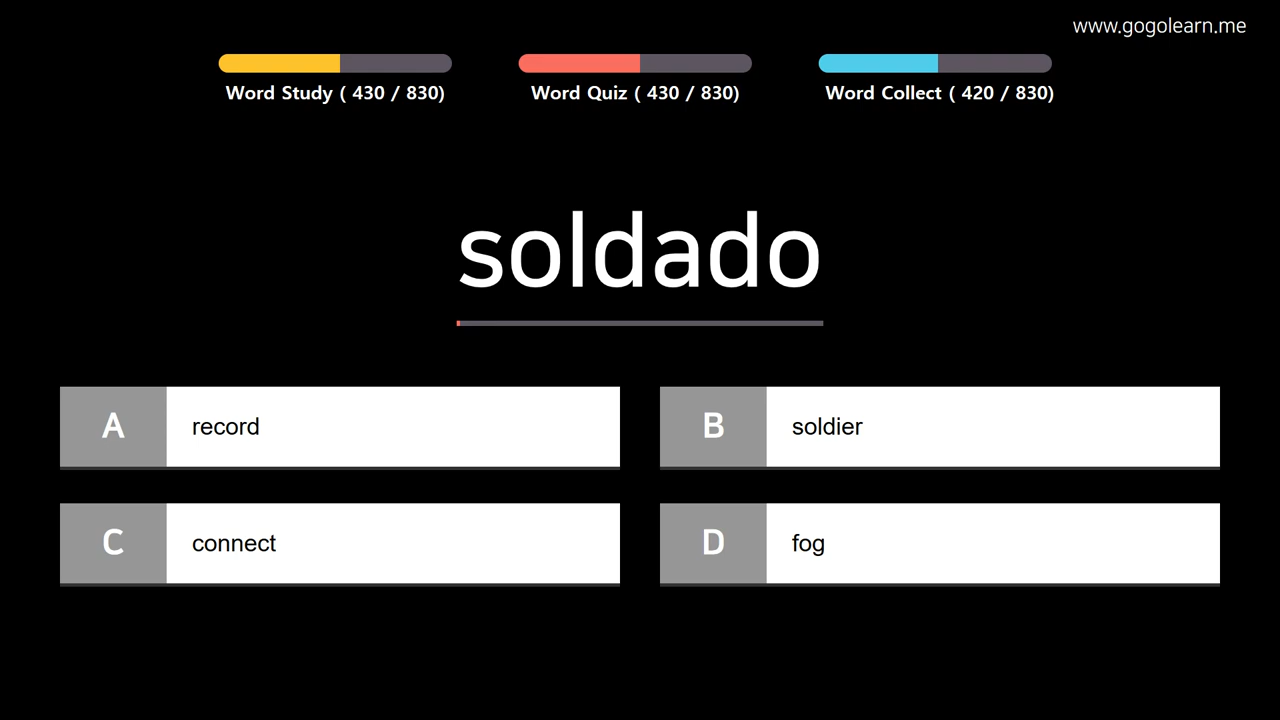 www.gogolearn.me
Word Study ( 430 / 830)
Word Quiz ( 430 / 830)
Word Collect ( 420 / 830)
soldado
A record
B soldier
C connect
D fog